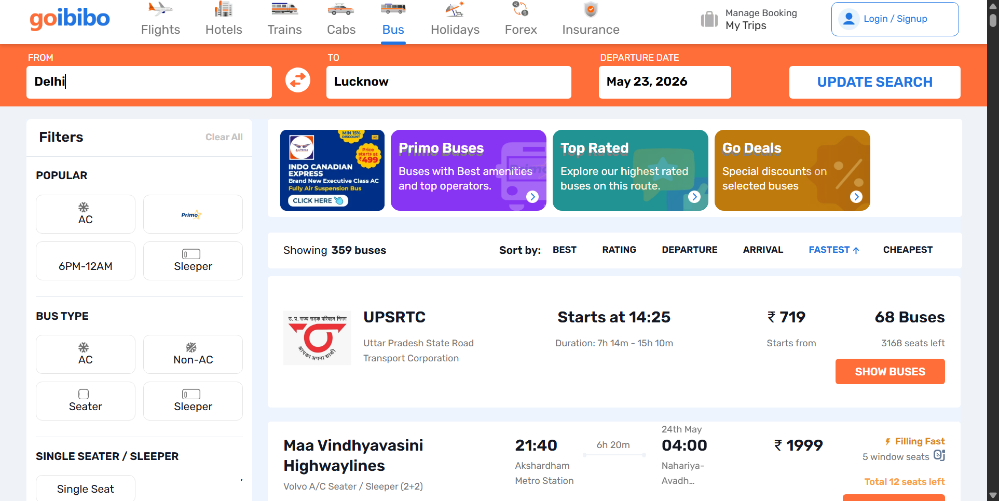 goibibo
Flights
Hotels
Trains
Cabs
Bus
Holidays
Forex
Insurance
Manage Booking
My Trips
Login / Signup
FROM
Delhi
TO
Lucknow
DEPARTURE DATE
May 23, 2026
UPDATE SEARCH
Filters
Clear All
POPULAR
AC
Primo
6PM-12AM
Sleeper
BUS TYPE
AC
Non-AC
Seater
Sleeper
SINGLE SEATER / SLEEPER
Single Seat
MIN 15%
DISCOUNT
AD
EXPRESS
Price
starts at
₹499
INDO CANADIAN
EXPRESS
Brand New Executive Class AC
Fully Air Suspension Bus
CLICK HERE
Primo Buses
Buses with Best amenities
and top operators.
Primo
Top Rated
Explore our highest rated
buses on this route.
Go Deals
Special discounts on
selected buses
Showing 359 buses
Sort by:
BEST
RATING
DEPARTURE
ARRIVAL
FASTEST
CHEAPEST
उ. प्र. राज्य सड़क परिवहन निगम
आपका अपना साथी
UPSRTC
Uttar Pradesh State Road
Transport Corporation
Starts at 14:25
Duration: 7h 14m - 15h 10m
₹ 719
Starts from
68 Buses
3168 seats left
SHOW BUSES
Maa Vindhyavasini
Highwaylines
Volvo A/C Seater / Sleeper (2+2)
21:40
Akshardham
Metro Station
6h 20m
24th May
04:00
Nahariya-
Avadh...
₹ 1999
Filling Fast
5 window seats
Total 12 seats left